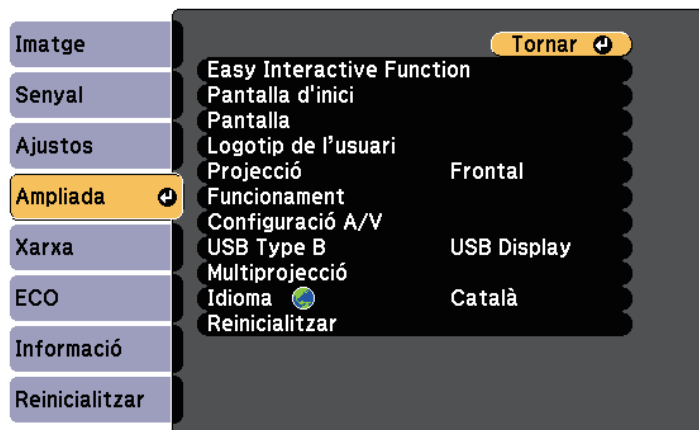 Imatge
Senyal
Ajustos
Ampliada
Xarxa
ECO
Informació
Reinicialitzar
Tornar
Easy Interactive Function
Pantalla d'inici
Pantalla
Logotip de l’usuari
Projecció Frontal
Funcionament
Configuració A/V
USB Type B USB Display
Multiprojecció
Idioma Català
Reinicialitzar